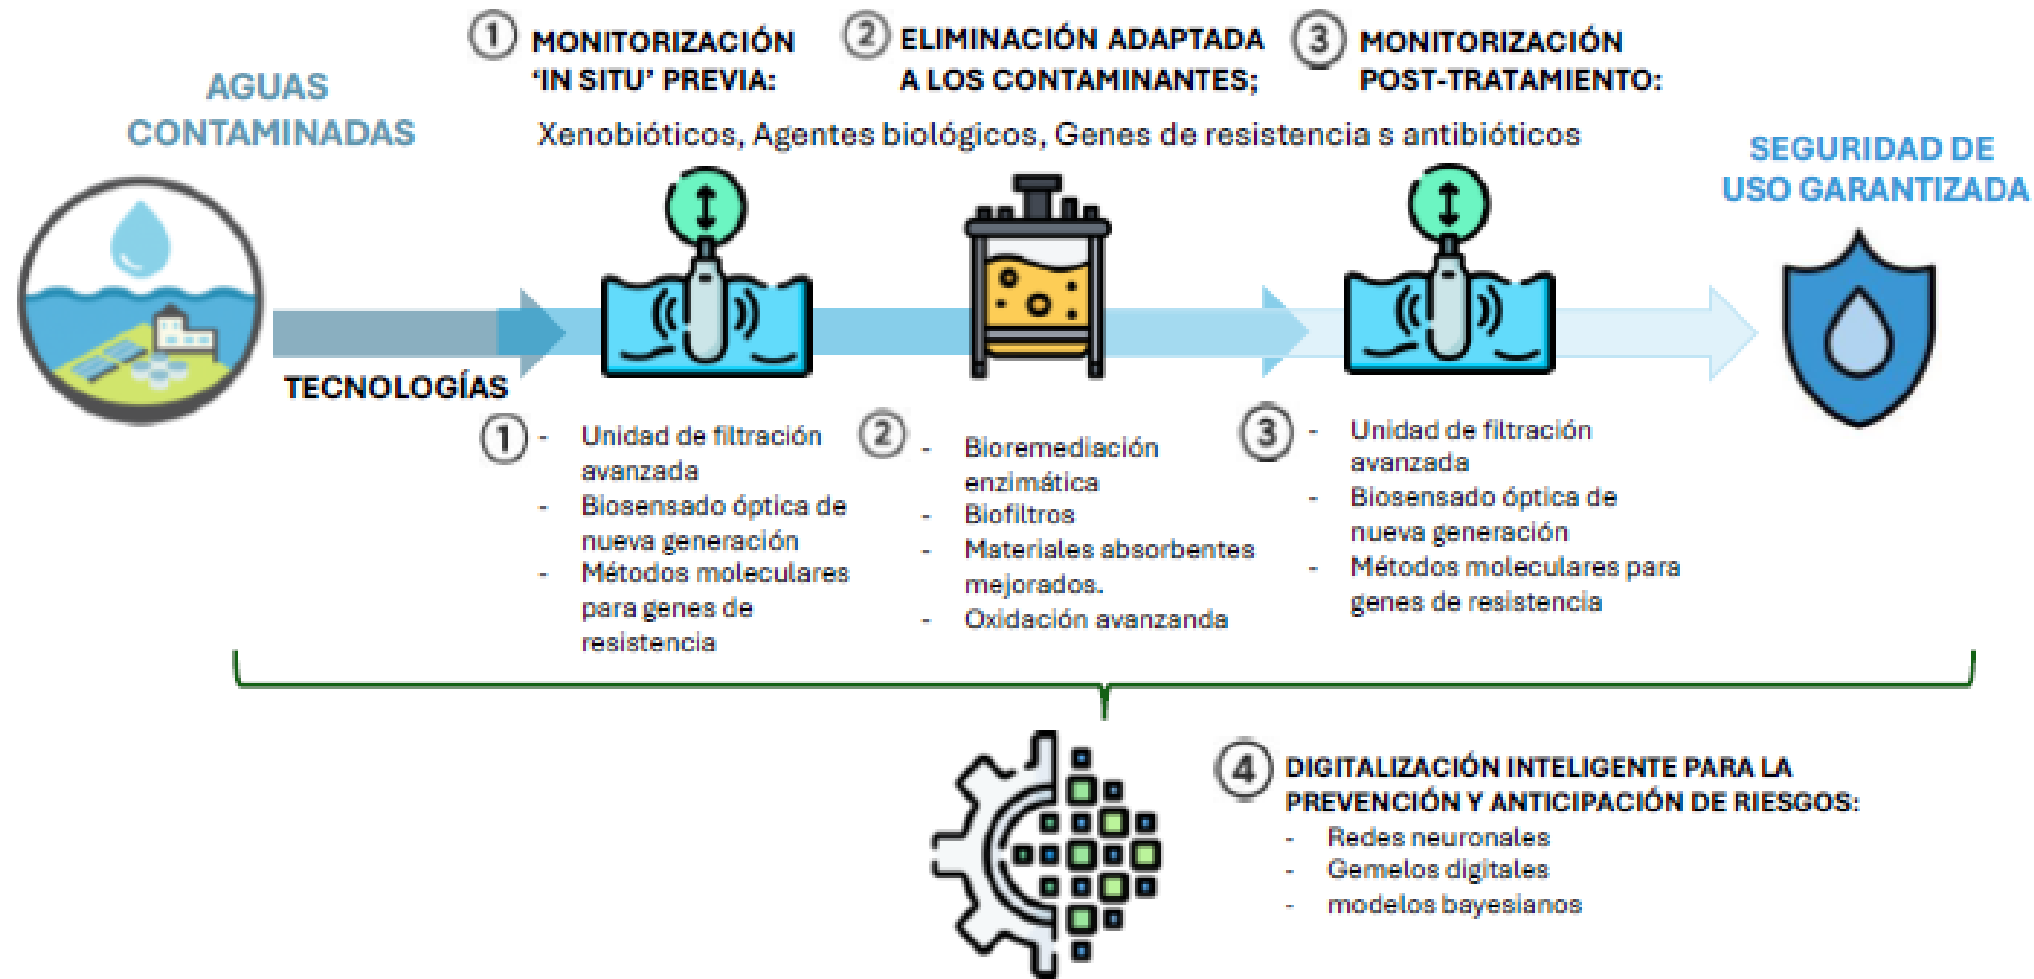 AGUAS
CONTAMINADAS
1 MONITORIZACIÓN
'IN SITU' PREVIA:
2 ELIMINACIÓN ADAPTADA
A LOS CONTAMINANTES;
3 MONITORIZACIÓN
POST-TRATAMIENTO:
Xenobióticos, Agentes biológicos, Genes de resistencia s antibióticos
SEGURIDAD DE
USO GARANTIZADA
TECNOLOGÍAS
1 - Unidad de filtración
avanzada
- Biosensado óptica de
nueva generación
- Métodos moleculares
para genes de
resistencia
2 - Bioremediación
enzimática
- Biofiltros
- Materiales absorbentes
mejorados.
- Oxidación avanzanda
3 - Unidad de filtración
avanzada
- Biosensado óptica de
nueva generación
- Métodos moleculares para
genes de resistencia
4 DIGITALIZACIÓN INTELIGENTE PARA LA
PREVENCIÓN Y ANTICIPACIÓN DE RIESGOS:
- Redes neuronales
- Gemelos digitales
- modelos bayesianos